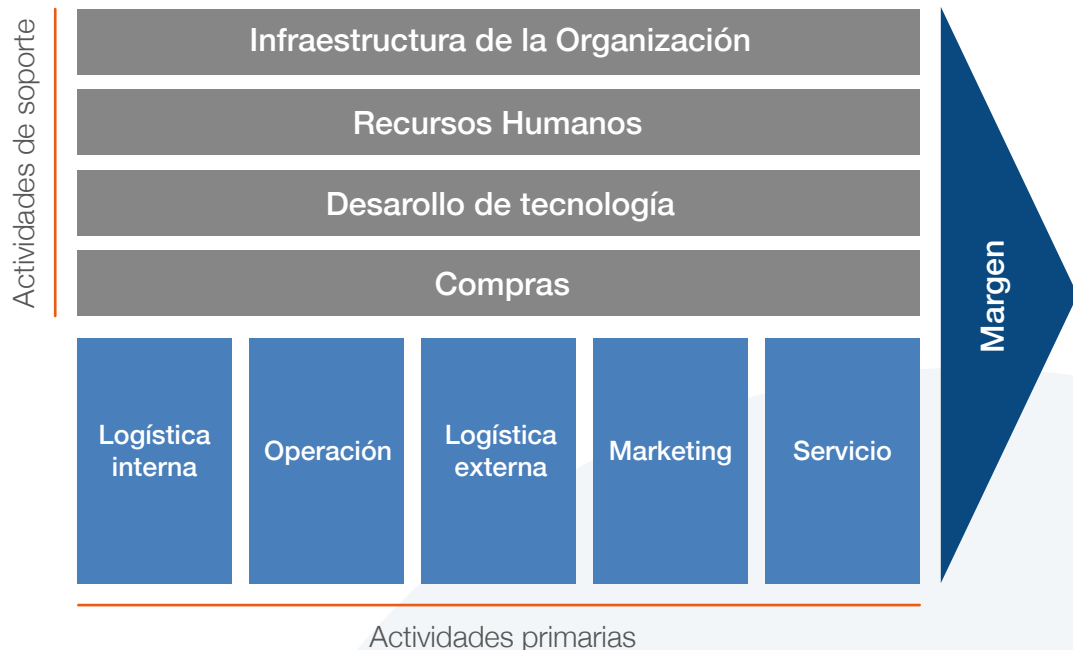 Actividades de soporte
Infraestructura de la Organización
Recursos Humanos
Desarollo de tecnología
Compras
Margen
Logística
interna
Operación
Logística
externa
Marketing
Servicio
Actividades primarias